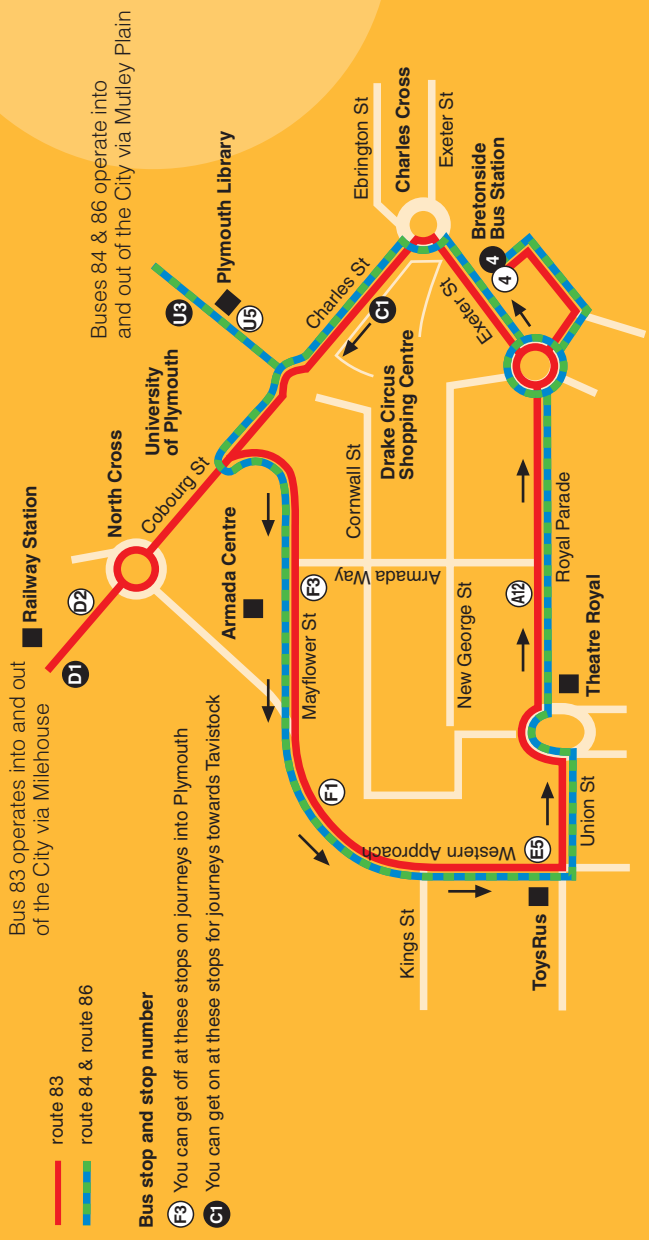 Bus 83 operates into and out
of the City via Milehouse
Buses 84 & 86 operate into
and out of the City via Mutley Plain
route 83
route 84 & route 86
Bus stop and stop number
F3 You can get off at these stops on journeys into Plymouth
C1 You can get on at these stops for journeys towards Tavistock
Railway Station
D1
D2
North Cross
Cobourg St
University
of Plymouth
U3
U5
Plymouth Library
Armada Centre
Mayflower St
F3
F1
Charles St
C1
Drake Circus
Shopping Centre
Ebrington St
Charles Cross
Exeter St
Exeter St
Bretonside
Bus Station
4
4
Cornwall St
Armada Way
New George St
Kings St
Western Approach
ToysRus
E5
Union St
Theatre Royal
A12
Royal Parade